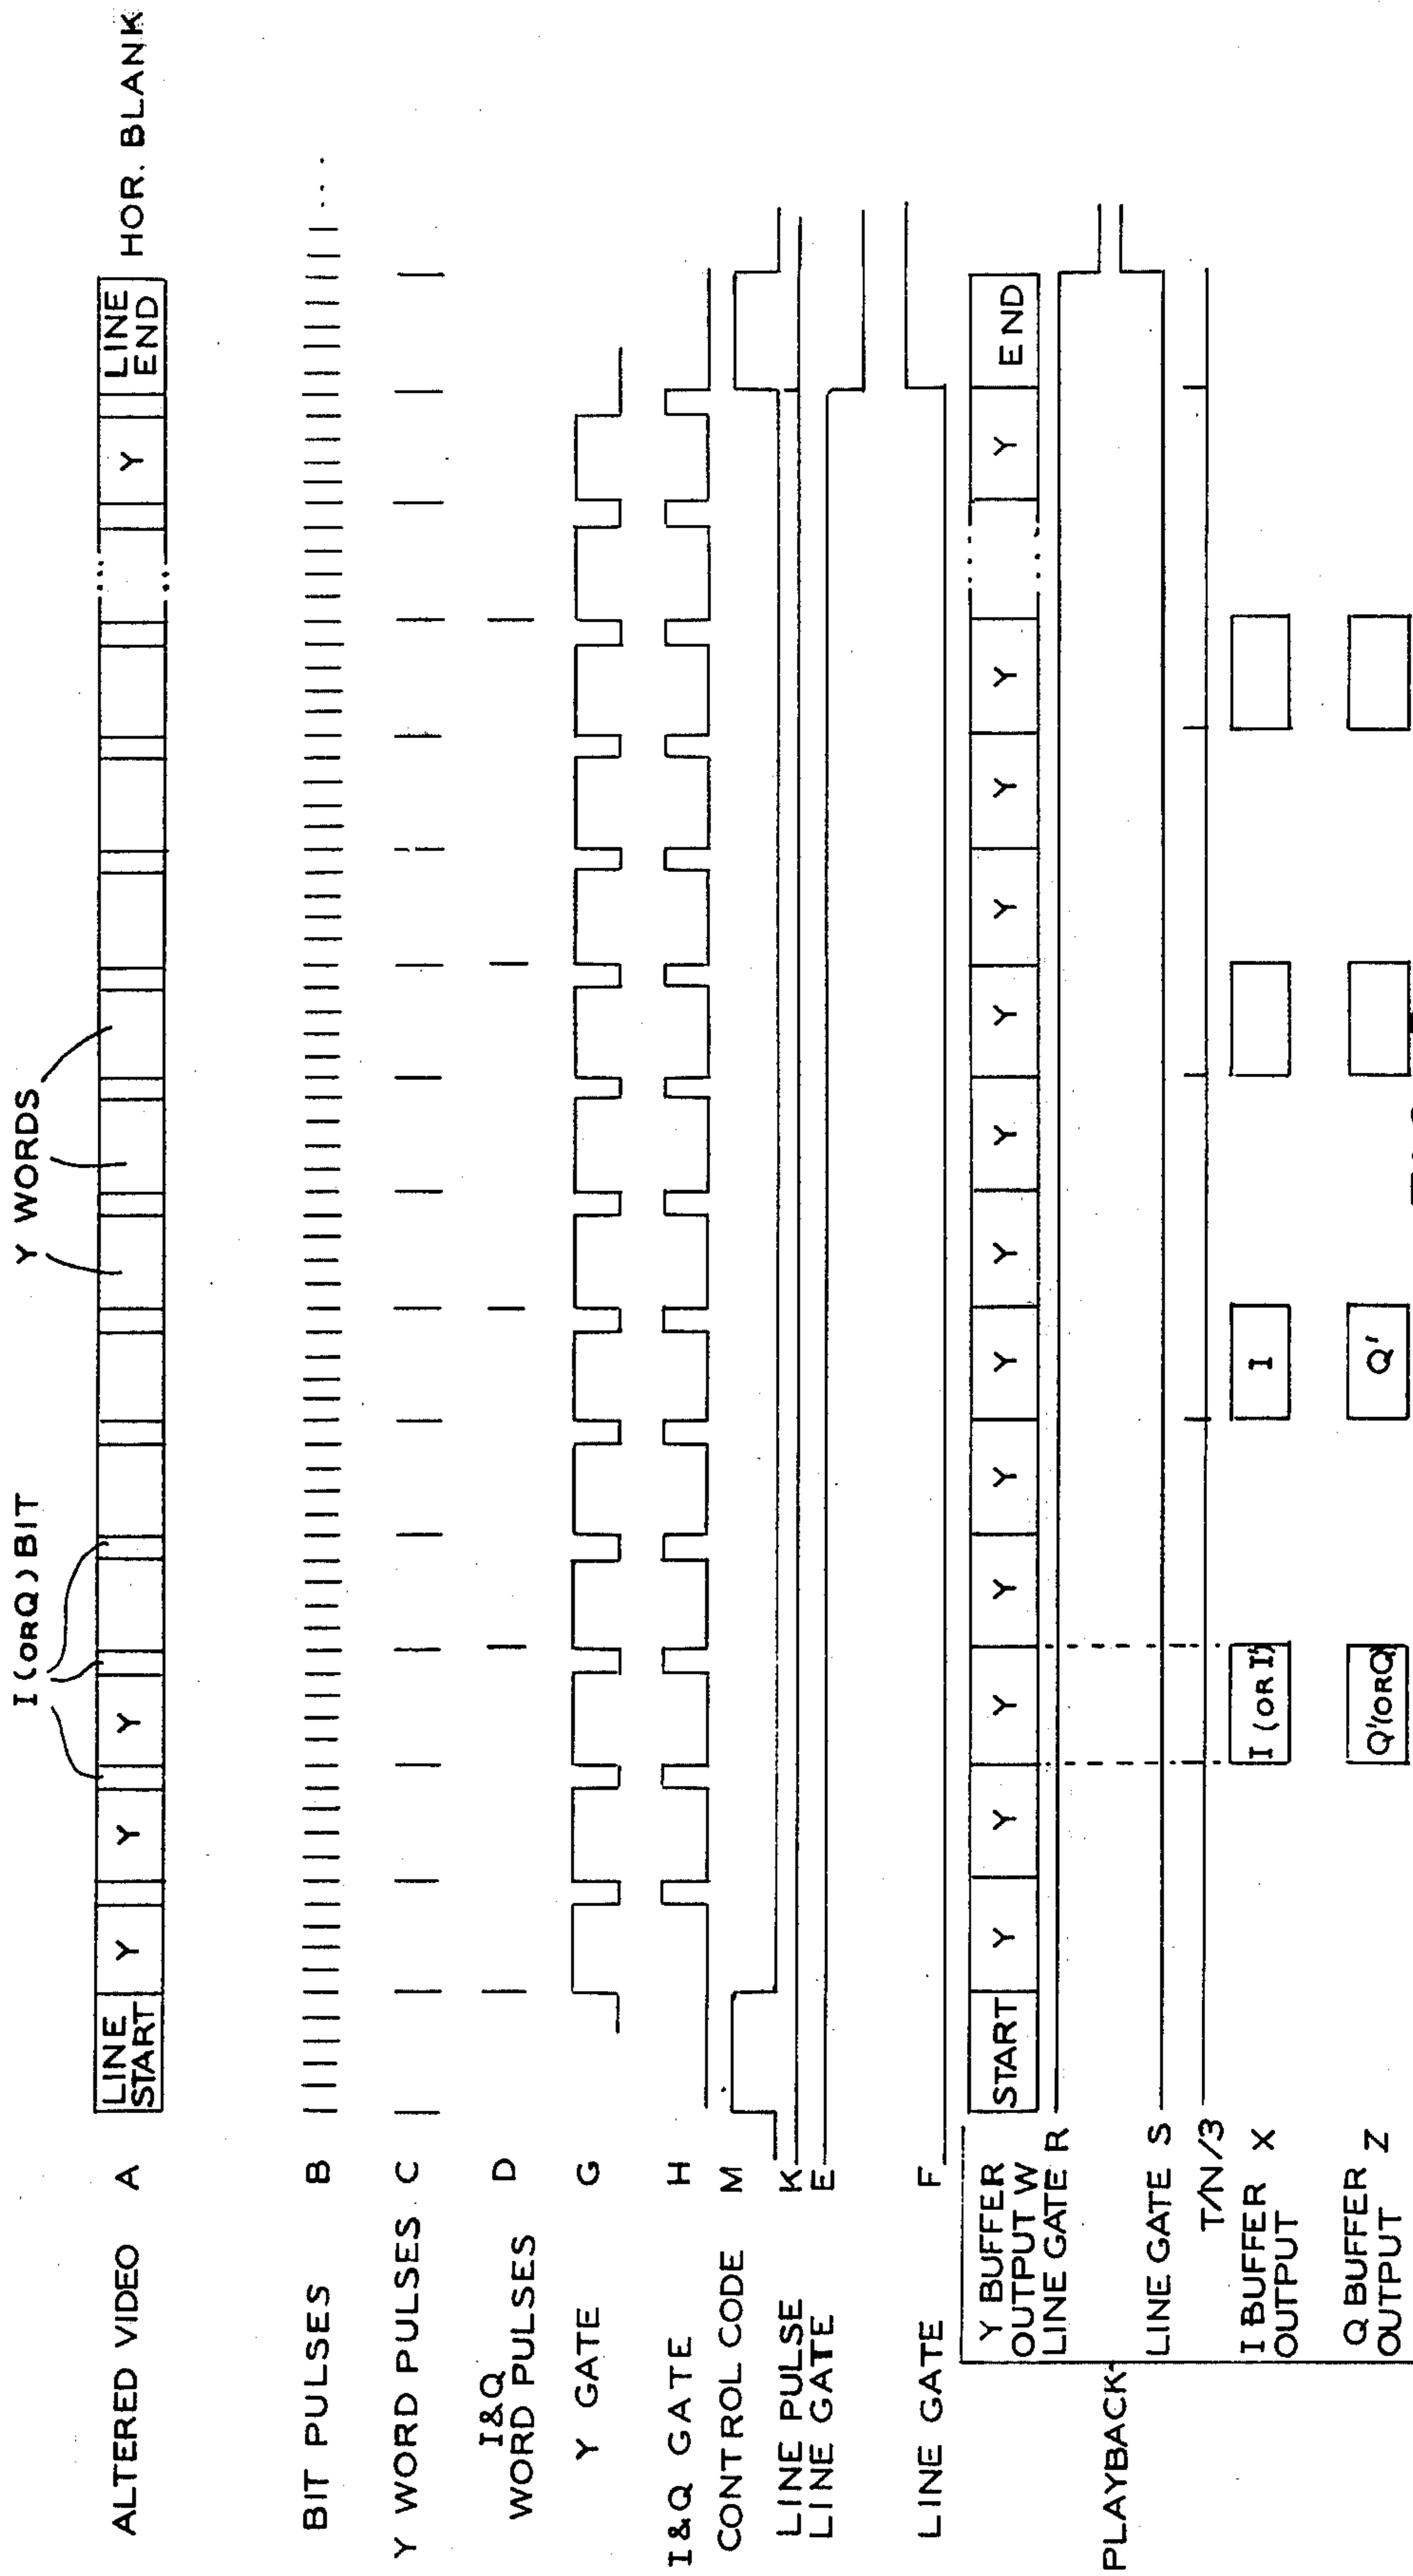 I (OR Q) BIT
Y WORDS
ALTERED VIDEO A
LINE START
Y
Y
Y
Y
LINE END
HOR. BLANK
BIT PULSES B
Y WORD PULSES C
I&Q WORD PULSES D
Y GATE G
I&Q GATE H
CONTROL CODE M
LINE PULSE K
LINE GATE E
LINE GATE F
PLAYBACK
Y BUFFER OUTPUT W
START
Y
Y
Y
Y
Y
Y
Y
Y
Y
Y
Y
Y
Y
END
LINE GATE R
LINE GATE S
T/N/3
I BUFFER OUTPUT X
I (OR I')
I
Q BUFFER OUTPUT Z
Q'(ORQ)
Q'